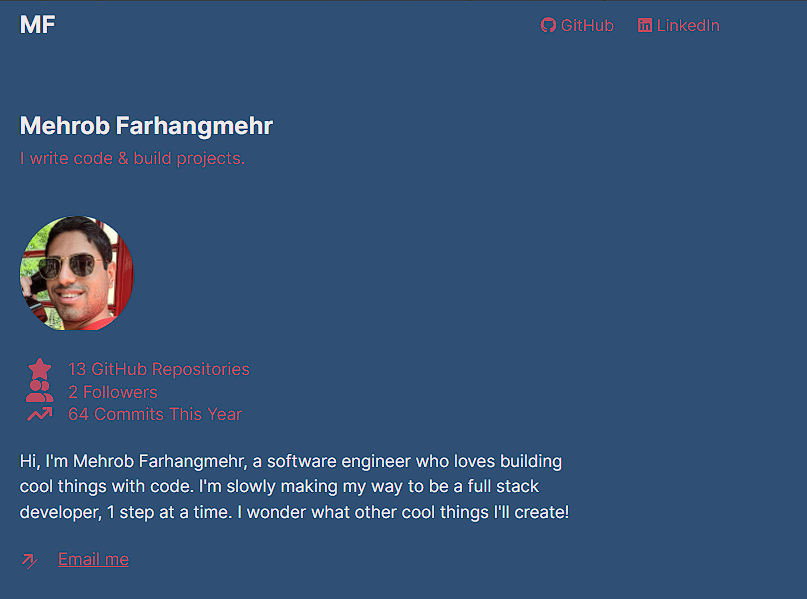 MF
GitHub LinkedIn
Mehrob Farhangmehr
I write code & build projects.
13 GitHub Repositories
2 Followers
64 Commits This Year
Hi, I'm Mehrob Farhangmehr, a software engineer who loves building
cool things with code. I'm slowly making my way to be a full stack
developer, 1 step at a time. I wonder what other cool things I'll create!
Email me